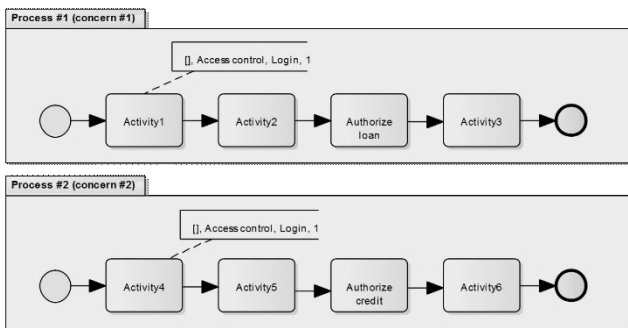 Process #1 (concern #1)
[], Access control, Login, 1
Activity1
Activity2
Authorize
loan
Activity3
Process #2 (concern #2)
[], Access control, Login, 1
Activity4
Activity5
Authorize
credit
Activity6